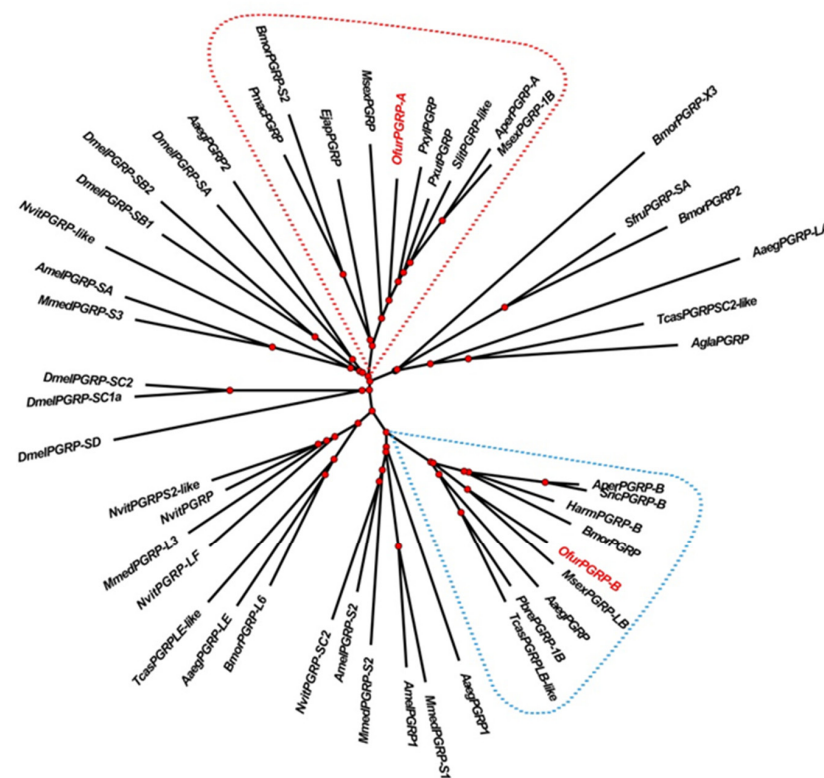 BmorPGRP-S2
PmacPGRP
EjapPGRP
MsexPGRP
OfurPGRP-A
PxylPGRP
PxutPGRP
SlitPGRP-like
AperPGRP-A
MsexPGRP-1B
BmorPGRP-X3
SfruPGRP-SA
BmorPGRP2
TcasPGRPSC2-like
AglaPGRP
AperPGRP-B
SricPGRP-B
HarmPGRP-B
BmorPGRP
OfurPGRP-B
MsexPGRP-LB
AaegPGRP
PbrePGRP-1B
TcasPGRPLB-like
AaegPGRP1
MmedPGRP-S1
AmelPGRP1
MmedPGRP-S2
AmelPGRP-S2
NvitPGRP-SC2
BmorPGRP-L6
AaegPGRP-LE
TcasPGRPLE-like
NvitPGRP-LF
MmedPGRP-L3
NvitPGRP
NvitPGRPS2-like
DmelPGRP-SD
DmelPGRP-SC1a
DmelPGRP-SC2
MmedPGRP-S3
AmelPGRP-SA
NvitPGRP-like
DmelPGRP-SB1
DmelPGRP-SB2
DmelPGRP-SA
AaegPGRP2